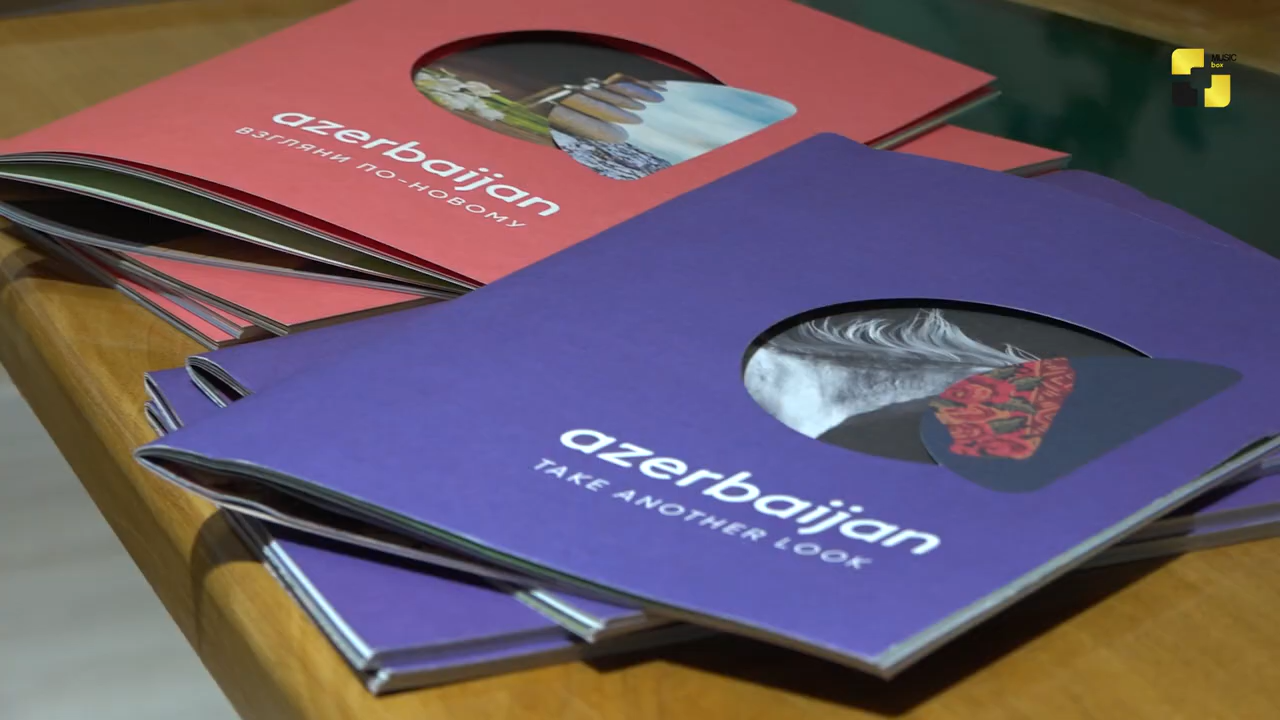 MUSIC
box
azerbaijan
ВЗГЛЯНИ ПО-НОВОМУ
azerbaijan
TAKE ANOTHER LOOK